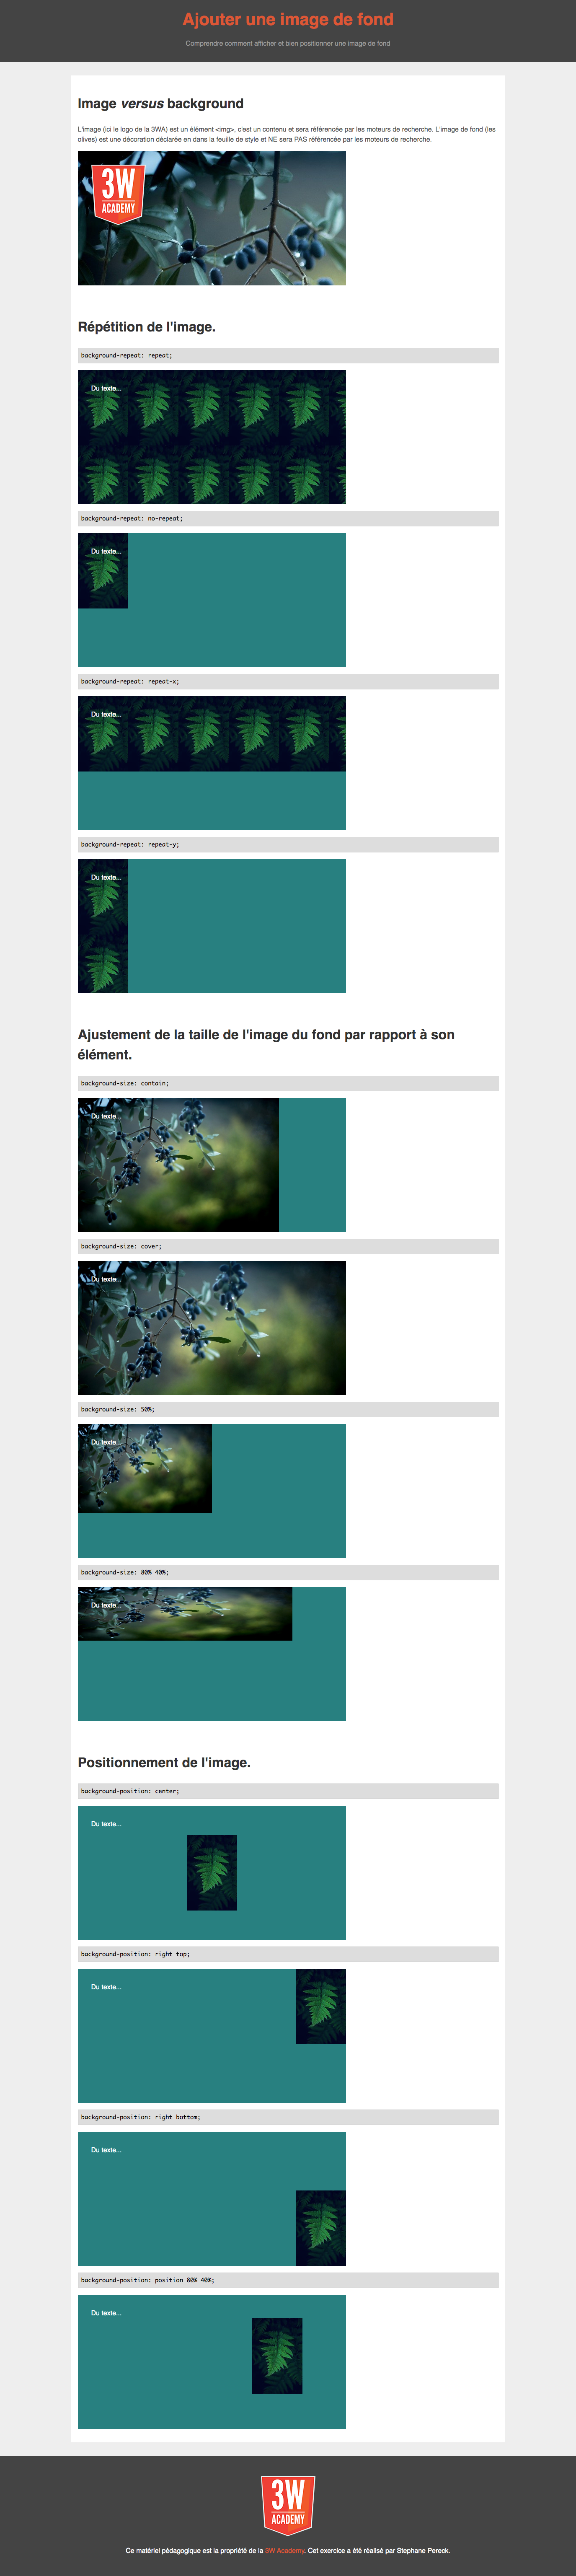 Ajouter une image de fond
Comprendre comment afficher et bien positionner une image de fond
Image versus background
L'image (ici le logo de la 3WA) est un élément <img>, c'est un contenu et sera référencée par les moteurs de recherche. L'image de fond (les
olives) est une décoration déclarée en dans la feuille de style et NE sera PAS référencée par les moteurs de recherche.
3W
ACADEMY
Répétition de l'image.
background-repeat: repeat;
Du texte...
background-repeat: no-repeat;
Du texte...
background-repeat: repeat-x;
Du texte...
background-repeat: repeat-y;
Du texte...
Ajustement de la taille de l'image du fond par rapport à son
élément.
background-size: contain;
Du texte...
background-size: cover;
Du texte...
background-size: 50%;
Du texte...
background-size: 80% 40%;
Du texte...
Positionnement de l'image.
background-position: center;
Du texte...
background-position: right top;
Du texte...
background-position: right bottom;
Du texte...
background-position: position 80% 40%;
Du texte...
3W
ACADEMY
Ce matériel pédagogique est la propriété de la 3W Academy. Cet exercice a été réalisé par Stephane Pereck.